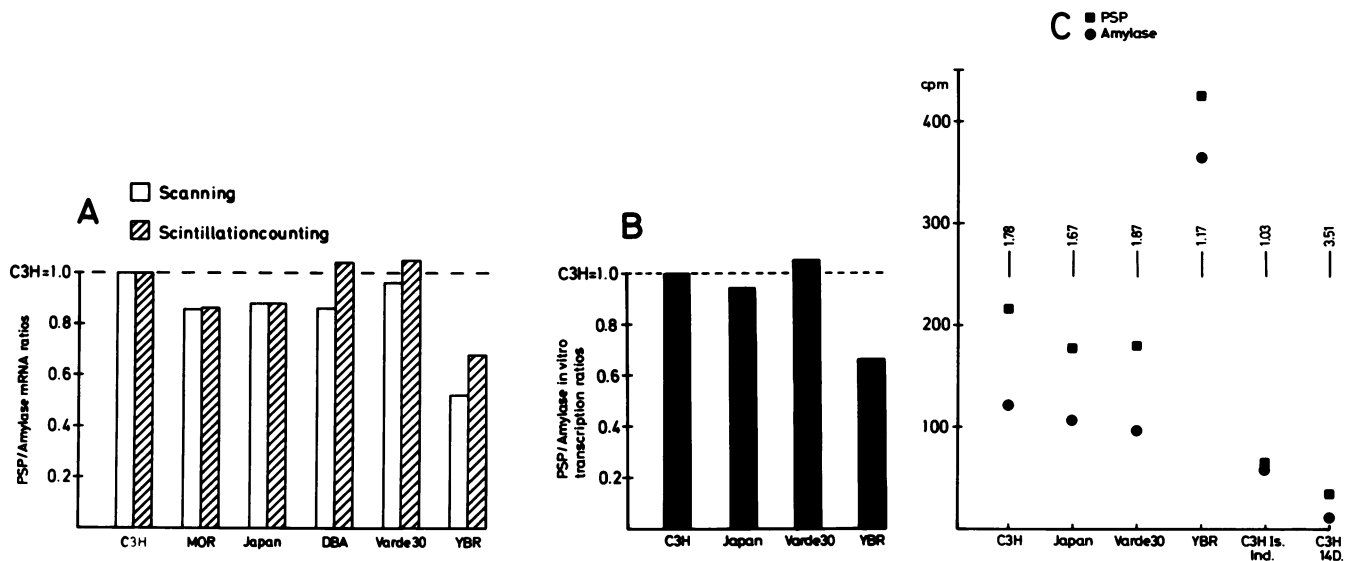 A
Scanning
Scintillationcounting
C3H=1.0
0.8
0.6
0.4
0.2
PSP/Amylase mRNA ratios
C3H
MOR
Japan
DBA
Varde30
YBR
B
C3H=1.0
0.8
0.6
0.4
0.2
PSP/Amylase in vitro
transcription ratios
C3H
Japan
Varde30
YBR
C
PSP
Amylase
cpm
400
300
200
100
1.78
1.67
1.87
1.17
1.03
3.51
C3H
Japan
Varde30
YBR
C3H Is.
Ind.
C3H
14D.